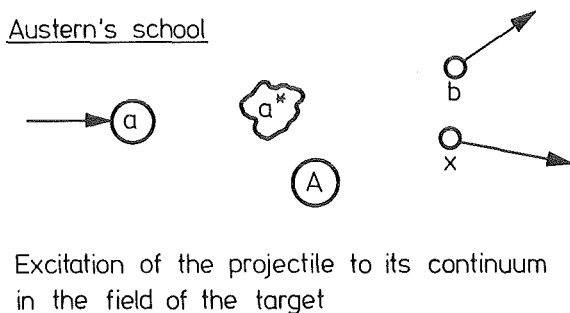 Austern's school
a
a*
A
b
x
Excitation of the projectile to its continuum
in the field of the target